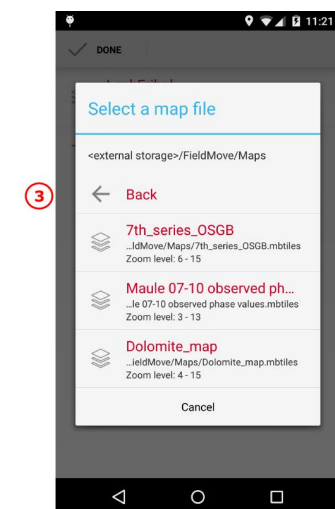 11:21
DONE
Select a map file
<external storage>/FieldMove/Maps
3
Back
7th_series_OSGB
...ldMove/Maps/7th_series_OSGB.mbtiles
Zoom level: 6 - 15
Maule 07-10 observed ph...
...le 07-10 observed phase values.mbtiles
Zoom level: 3 - 13
Dolomite_map
...ieldMove/Maps/Dolomite_map.mbtiles
Zoom level: 4 - 15
Cancel